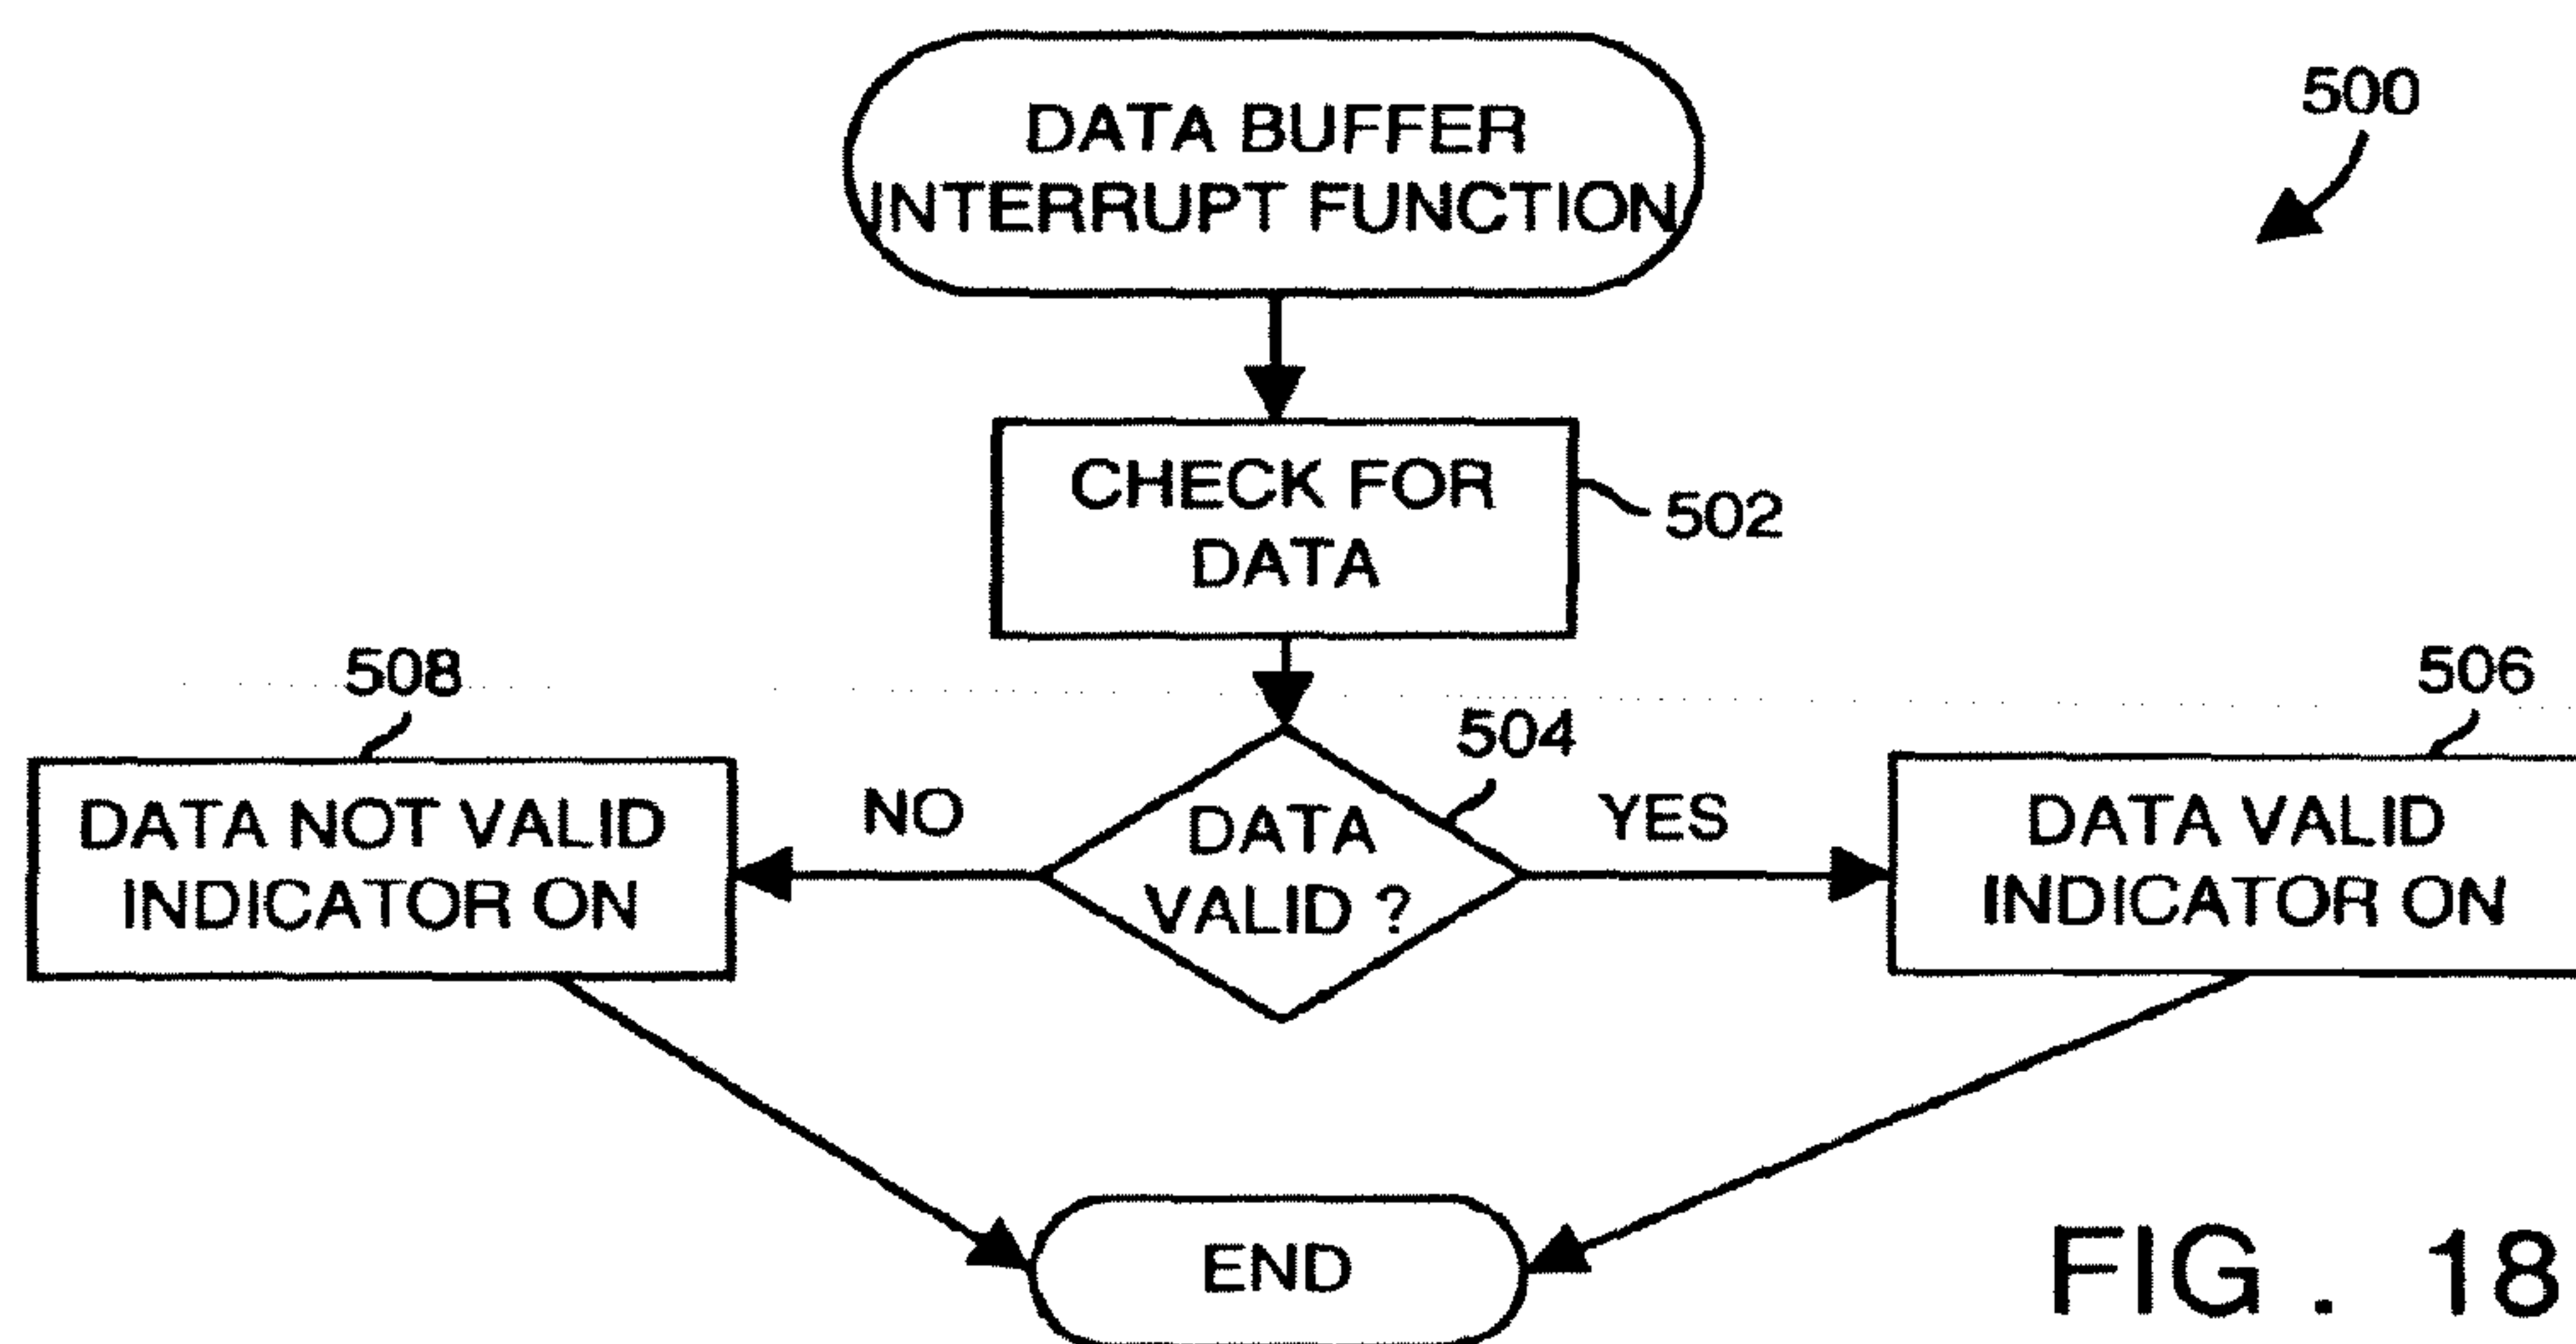 DATA BUFFER
INTERRUPT FUNCTION
500
CHECK FOR
DATA
502
508
506
504
DATA NOT VALID
INDICATOR ON
NO
DATA
VALID ?
YES
DATA VALID
INDICATOR ON
END
FIG . 18